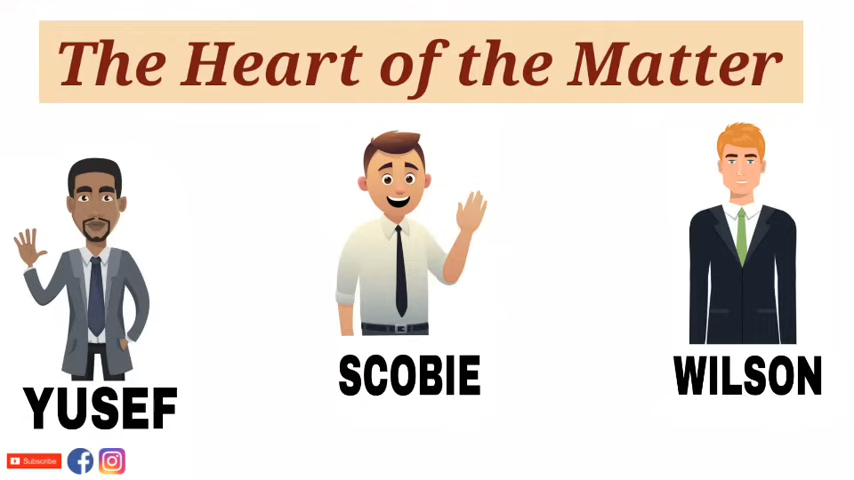 The Heart of the Matter
YUSEF
SCOBIE
WILSON
Subscribe